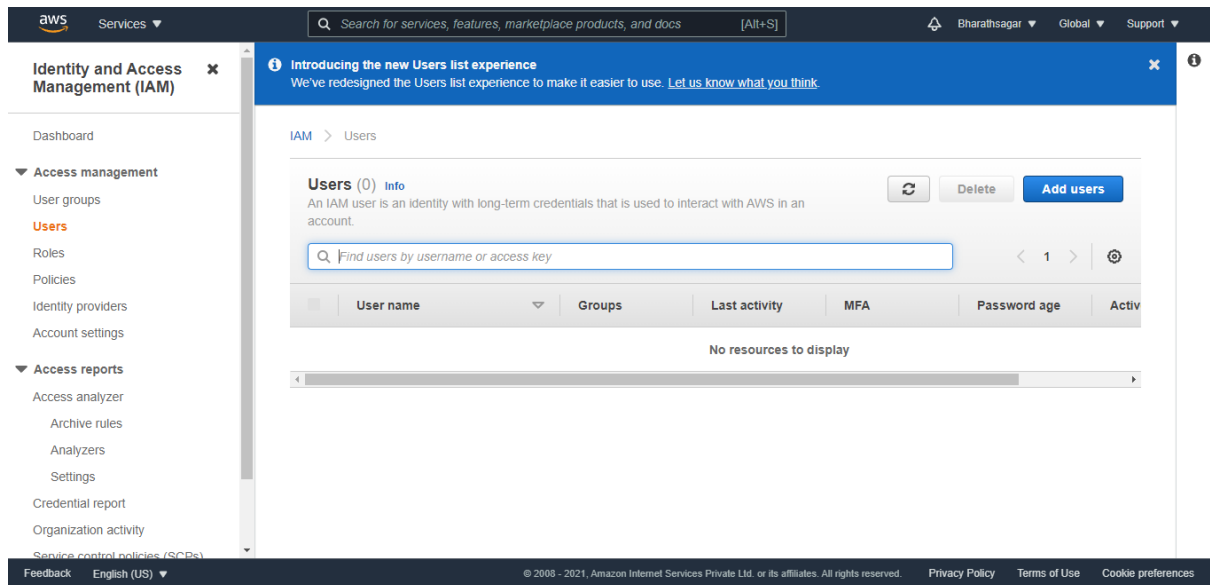 aws
Services
Search for services, features, marketplace products, and docs [Alt+S]
Bharathsagar
Global
Support
Identity and Access
Management (IAM)
Dashboard
Access management
User groups
Users
Roles
Policies
Identity providers
Account settings
Access reports
Access analyzer
Archive rules
Analyzers
Settings
Credential report
Organization activity
Service control policies (SCPs)
Introducing the new Users list experience
We've redesigned the Users list experience to make it easier to use. Let us know what you think.
IAM > Users
Users (0) Info
An IAM user is an identity with long-term credentials that is used to interact with AWS in an
account.
Delete
Add users
Find users by username or access key
1
User name Groups Last activity MFA Password age Activ
No resources to display
Feedback English (US) © 2008 - 2021, Amazon Internet Services Private Ltd. or its affiliates. All rights reserved. Privacy Policy Terms of Use Cookie preferences